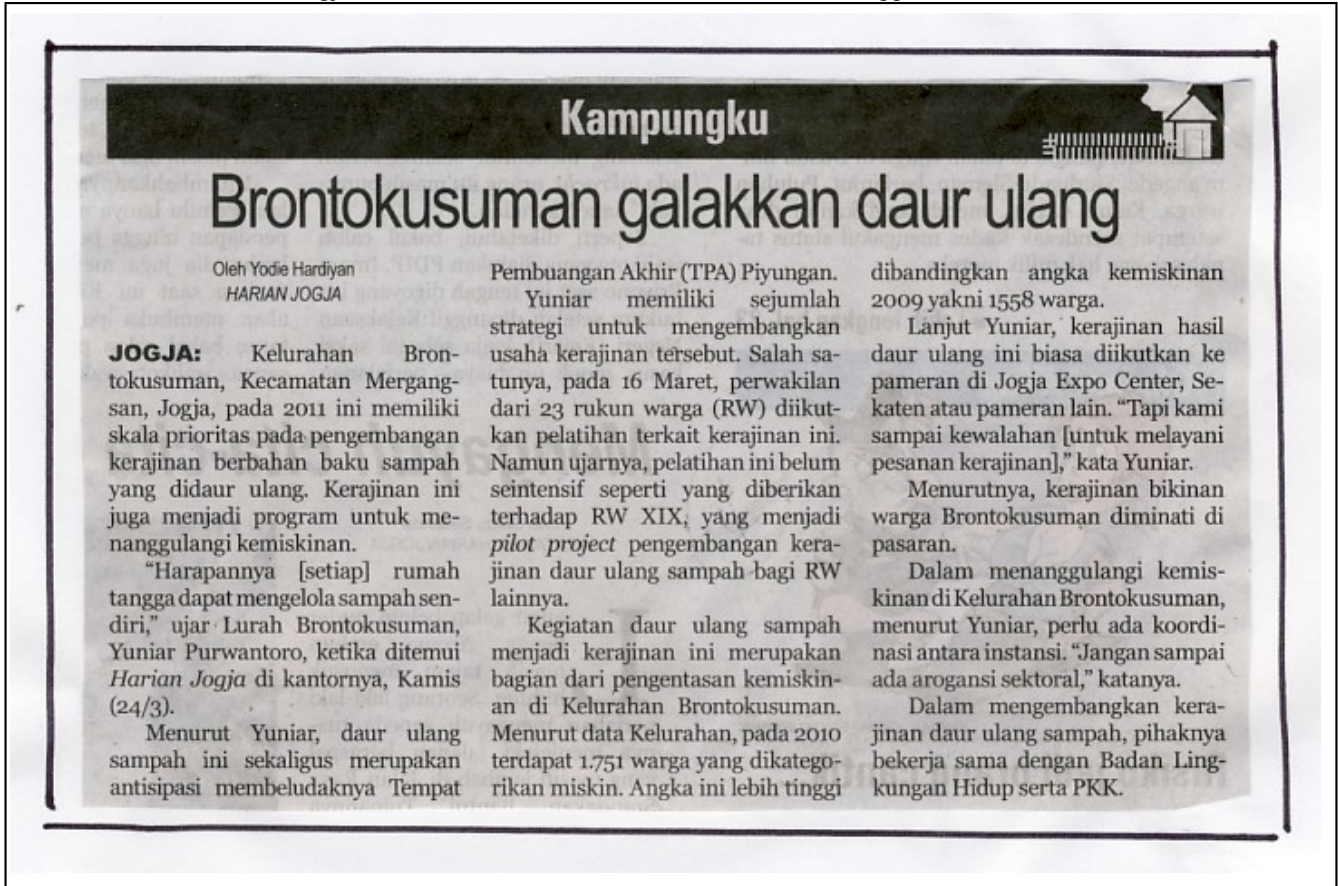 Kampungku
Brontokusuman galakkan daur ulang
Oleh Yodie Hardiyan
HARIAN JOGJA
JOGJA: Kelurahan Bron-
tokusuman, Kecamatan Mergang-
san, Jogja, pada 2011 ini memiliki
skala prioritas pada pengembangan
kerajinan berbahan baku sampah
yang didaur ulang. Kerajinan ini
juga menjadi program untuk me-
nanggulangi kemiskinan.
“Harapannya [setiap] rumah
tangga dapat mengelola sampah sen-
diri,” ujar Lurah Brontokusuman,
Yuniar Purwantoro, ketika ditemui
Harian Jogja di kantornya, Kamis
(24/3).
Menurut Yuniar, daur ulang
sampah ini sekaligus merupakan
antisipasi membeludaknya Tempat
Pembuangan Akhir (TPA) Piyungan.
Yuniar memiliki sejumlah
strategi untuk mengembangkan
usaha kerajinan tersebut. Salah sa-
tunya, pada 16 Maret, perwakilan
dari 23 rukun warga (RW) diikut-
kan pelatihan terkait kerajinan ini.
Namun ujarnya, pelatihan ini belum
seintensif seperti yang diberikan
terhadap RW XIX, yang menjadi
pilot project pengembangan kera-
jinan daur ulang sampah bagi RW
lainnya.
Kegiatan daur ulang sampah
menjadi kerajinan ini merupakan
bagian dari pengentasan kemiskin-
an di Kelurahan Brontokusuman.
Menurut data Kelurahan, pada 2010
terdapat 1.751 warga yang dikatego-
rikan miskin. Angka ini lebih tinggi
dibandingkan angka kemiskinan
2009 yakni 1558 warga.
Lanjut Yuniar, kerajinan hasil
daur ulang ini biasa diikutkan ke
pameran di Jogja Expo Center, Se-
katen atau pameran lain. “Tapi kami
sampai kewalahan [untuk melayani
pesanan kerajinan],” kata Yuniar.
Menurutnya, kerajinan bikinan
warga Brontokusuman diminati di
pasaran.
Dalam menanggulangi kemis-
kinan di Kelurahan Brontokusuman,
menurut Yuniar, perlu ada koordi-
nasi antara instansi. “Jangan sampai
ada arogansi sektoral,” katanya.
Dalam mengembangkan kera-
jinan daur ulang sampah, pihaknya
bekerja sama dengan Badan Ling-
kungan Hidup serta PKK.